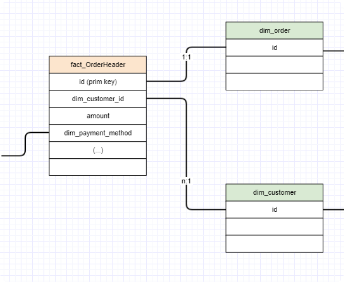 dim_order
id
1 1
fact_OrderHeader
id (prim key)
dim_customer_id
amount
dim_payment_method
(...)
n 1
dim_customer
id